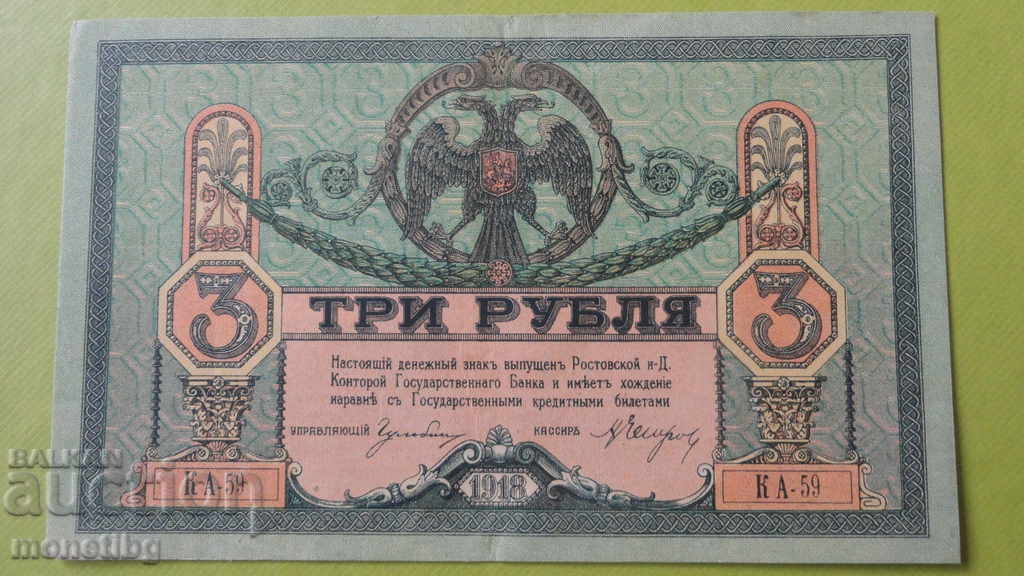 3 ТРИ РУБЛЯ 3
Настоящій денежный знакъ выпущенъ Ростовской н-Д.
Конторой Государственнаго Банка и имѣетъ хожденіе
наравнѣ съ Государственными кредитными билетами
УПРАВЛЯЮЩІЙ КАССИРЪ
КА-59 1918 КА-59
BALKAN
auction
monetibg